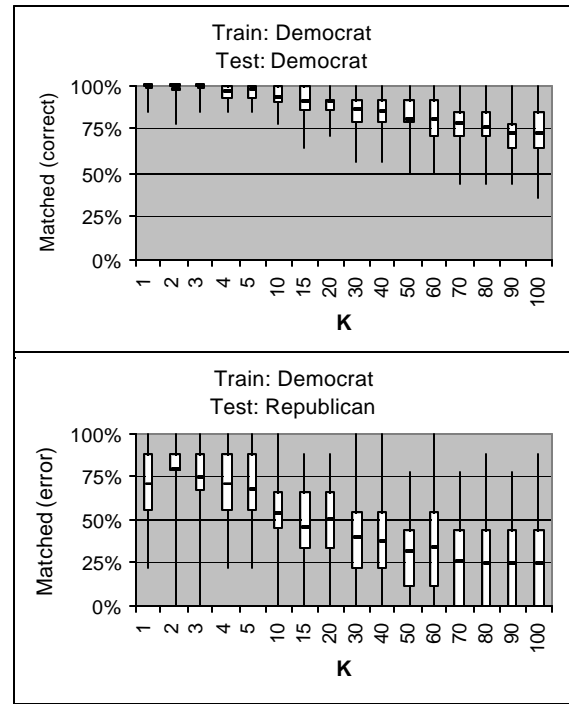 Train: Democrat
Test: Democrat
Matched (correct)
100%
75%
50%
25%
0%
1 2 3 4 5 10 15 20 30 40 50 60 70 80 90 100
K
Train: Democrat
Test: Republican
Matched (error)
100%
75%
50%
25%
0%
1 2 3 4 5 10 15 20 30 40 50 60 70 80 90 100
K